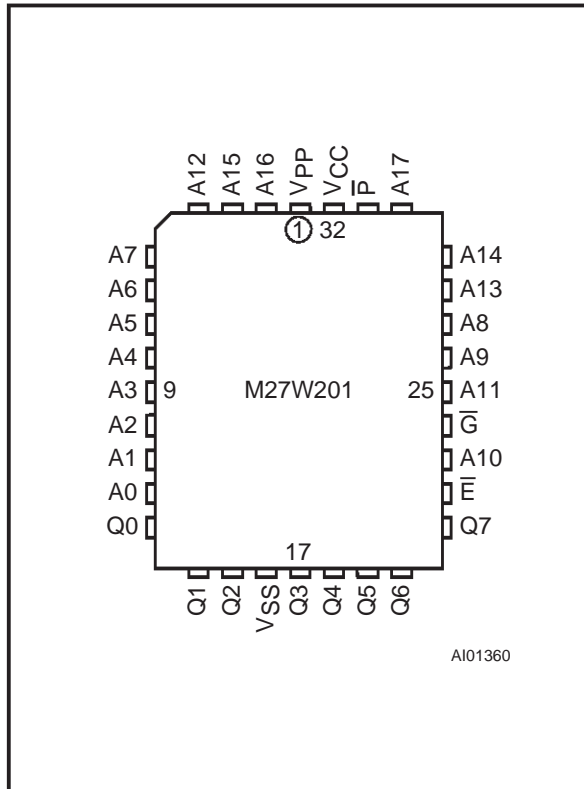 A12 A15 A16 VPP VCC P̅ A17
1 32
A7 A14
A6 A13
A5 A8
A4 A9
A3 9 M27W201 25 A11
A2 G̅
A1 A10
A0 E̅
Q0 Q7
17
Q1 Q2 VSS Q3 Q4 Q5 Q6
AI01360